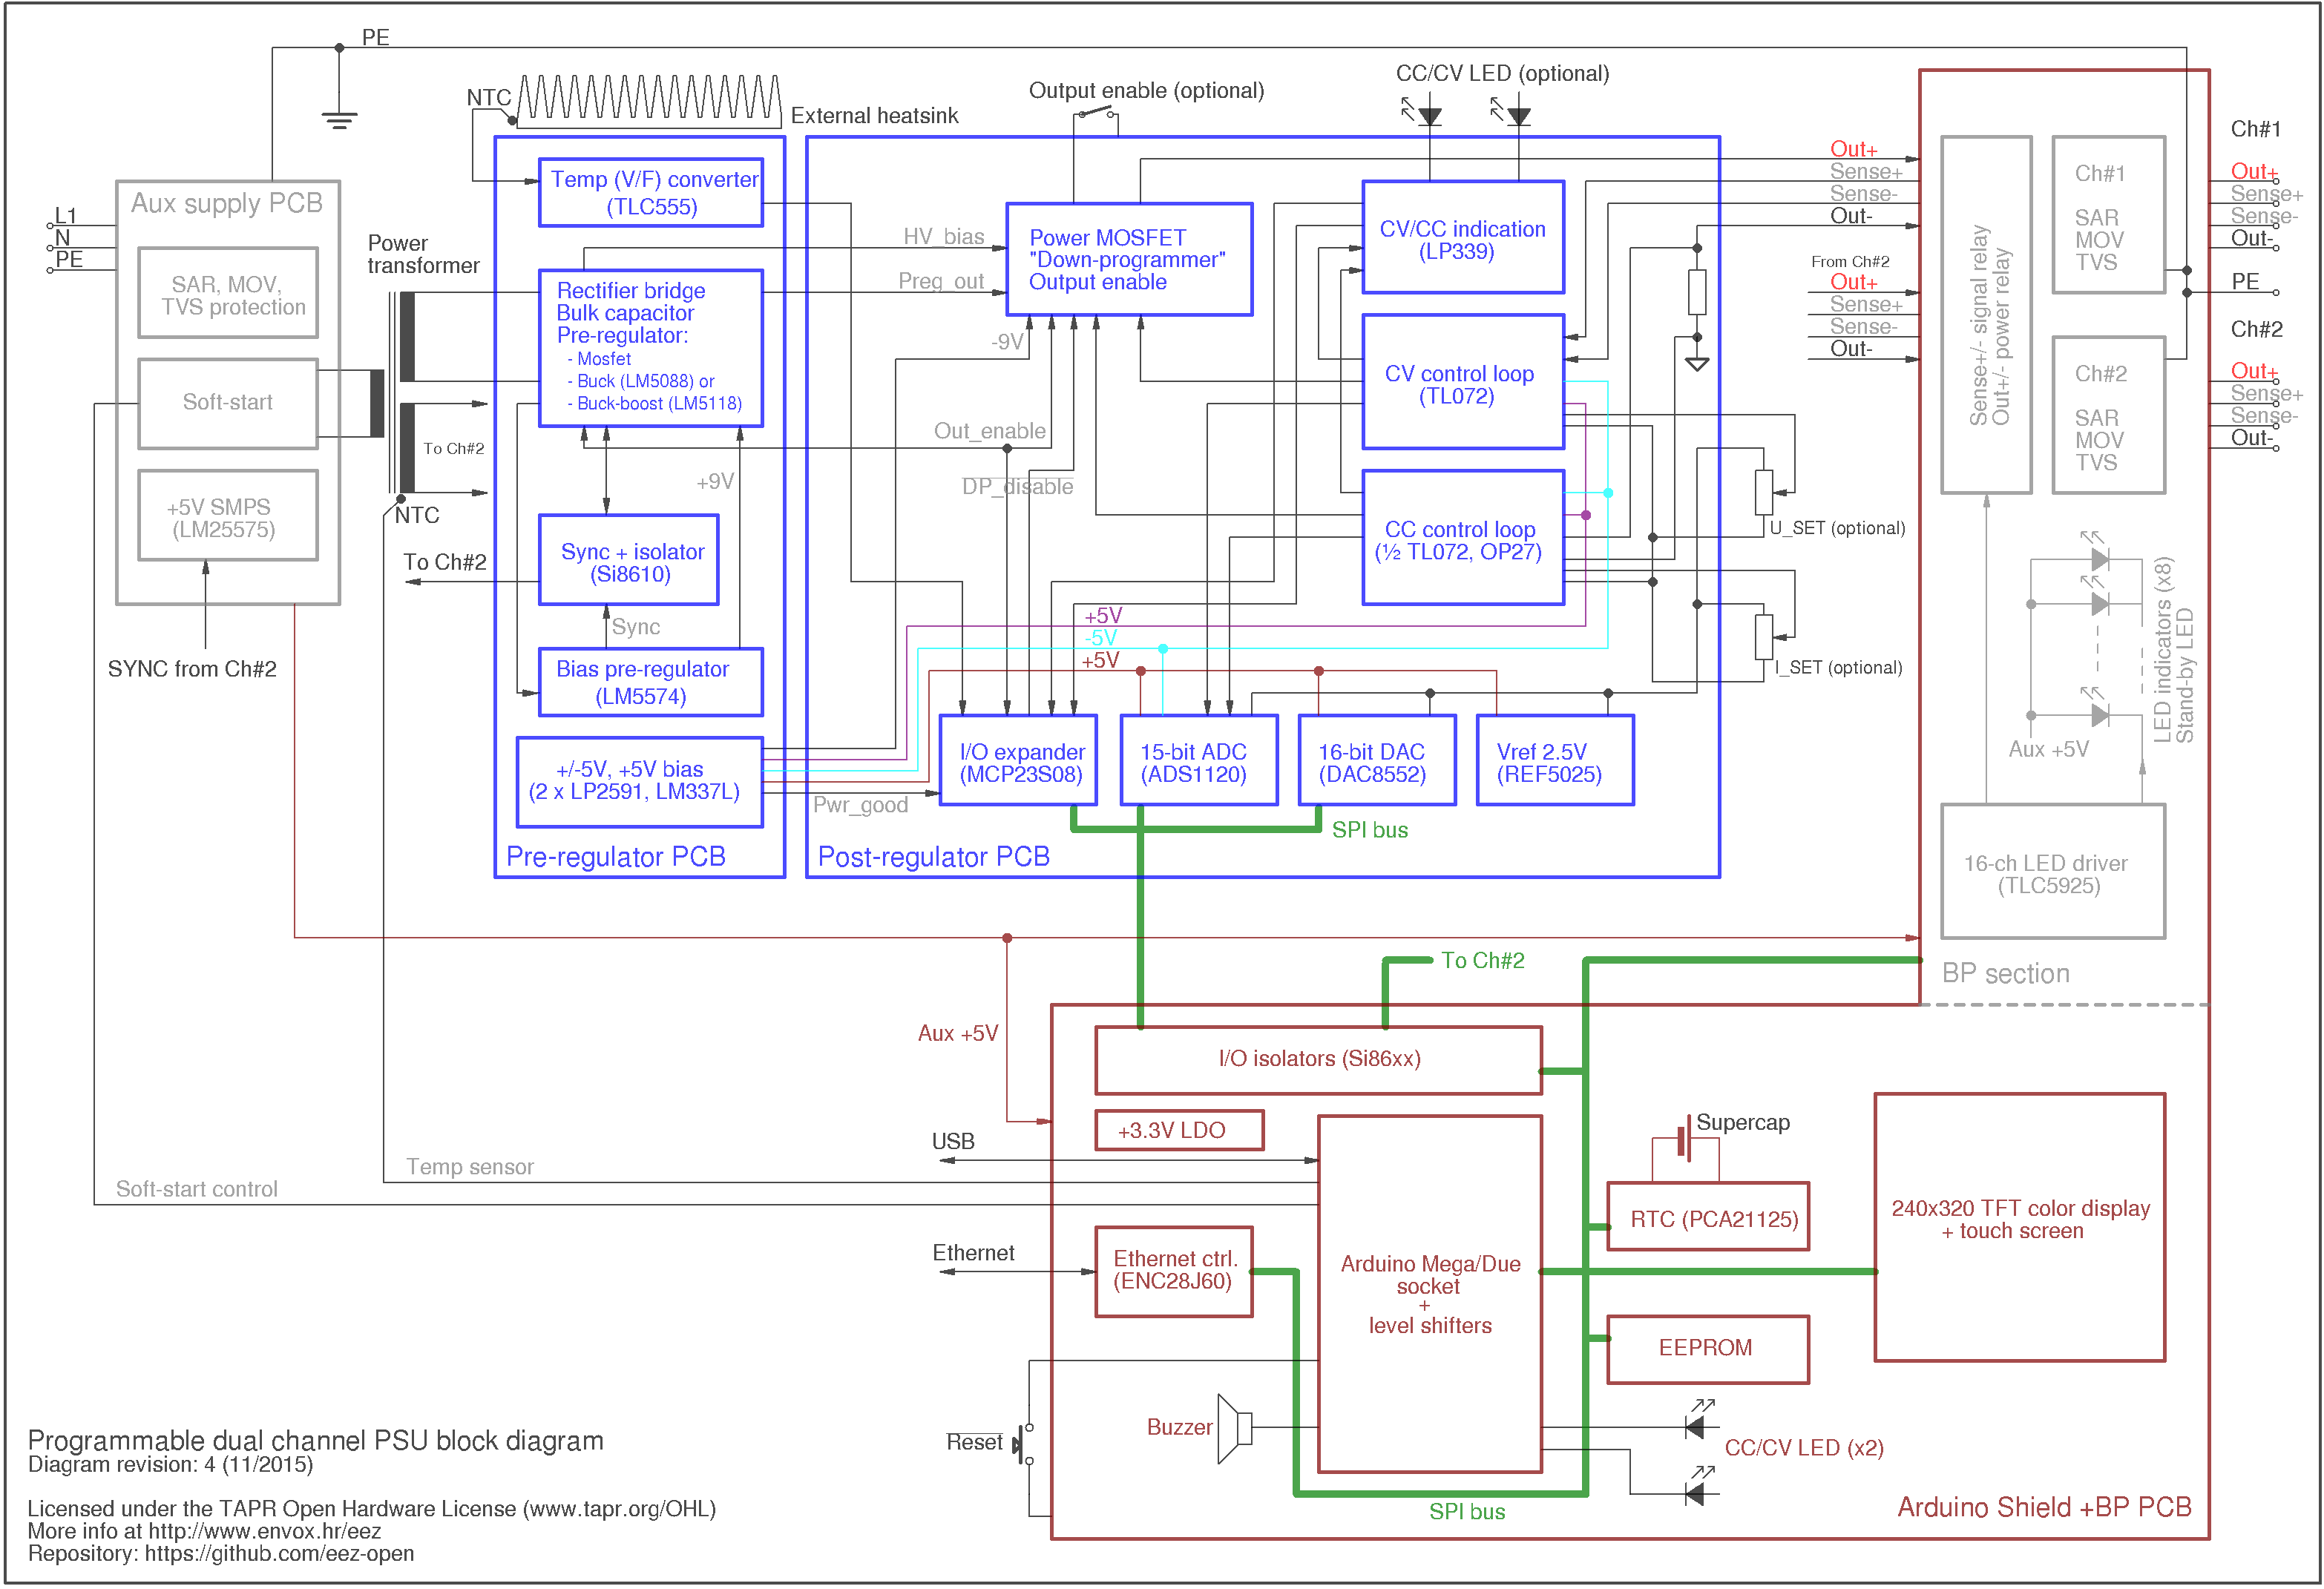 PE
NTC
External heatsink
Output enable (optional)
CC/CV LED (optional)
L1
N
PE
Aux supply PCB
SAR, MOV,
TVS protection
Soft-start
+5V SMPS
(LM25575)
SYNC from Ch#2
Power
transformer
To Ch#2
NTC
To Ch#2
Temp (V/F) converter
(TLC555)
Rectifier bridge
Bulk capacitor
Pre-regulator:
- Mosfet
- Buck (LM5088) or
- Buck-boost (LM5118)
+9V
Sync + isolator
(Si8610)
Sync
Bias pre-regulator
(LM5574)
+/-5V, +5V bias
(2 x LP2591, LM337L)
Pre-regulator PCB
HV_bias
Preg_out
-9V
Out_enable
DP_disable
Power MOSFET
"Down-programmer"
Output enable
CV/CC indication
(LP339)
CV control loop
(TL072)
CC control loop
(½ TL072, OP27)
+5V
-5V
+5V
Pwr_good
I/O expander
(MCP23S08)
15-bit ADC
(ADS1120)
16-bit DAC
(DAC8552)
Vref 2.5V
(REF5025)
SPI bus
Post-regulator PCB
U_SET (optional)
I_SET (optional)
Out+
Sense+
Sense-
Out-
From Ch#2
Out+
Sense+
Sense-
Out-
Sense+/- signal relay
Out+/- power relay
Ch#1
SAR
MOV
TVS
Ch#2
SAR
MOV
TVS
Ch#1
Out+
Sense+
Sense-
Out-
PE
Ch#2
Out+
Sense+
Sense-
Out-
LED indicators (x8)
Stand-by LED
Aux +5V
16-ch LED driver
(TLC5925)
BP section
To Ch#2
Aux +5V
I/O isolators (Si86xx)
+3.3V LDO
USB
Temp sensor
Soft-start control
Ethernet
Ethernet ctrl.
(ENC28J60)
Arduino Mega/Due
socket
+
level shifters
Supercap
RTC (PCA21125)
240x320 TFT color display
+ touch screen
EEPROM
Reset
Buzzer
CC/CV LED (x2)
SPI bus
Arduino Shield +BP PCB
Programmable dual channel PSU block diagram
Diagram revision: 4 (11/2015)
Licensed under the TAPR Open Hardware License (www.tapr.org/OHL)
More info at http://www.envox.hr/eez
Repository: https://github.com/eez-open